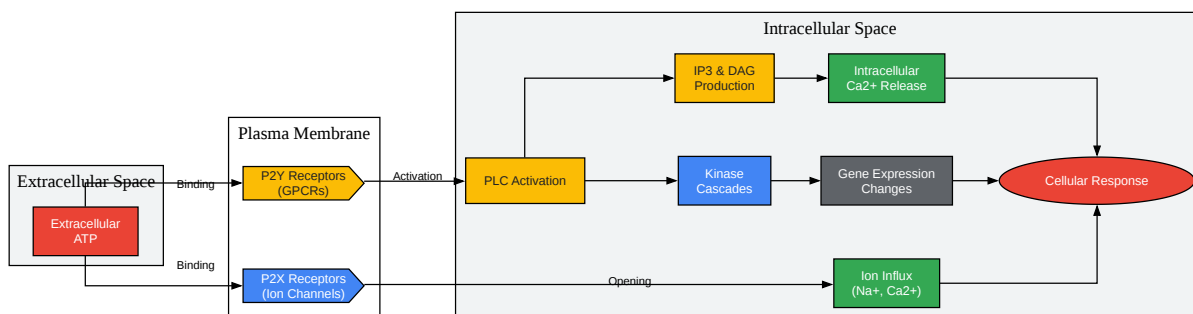 Intracellular Space
IP3 & DAG
Production
Intracellular
Ca2+ Release
Plasma Membrane
Extracellular Space
Binding
P2Y Receptors
(GPCRs)
Activation
PLC Activation
Kinase
Cascades
Gene Expression
Changes
Cellular Response
Extracellular
ATP
Binding
P2X Receptors
(Ion Channels)
Opening
Ion Influx
(Na+, Ca2+)